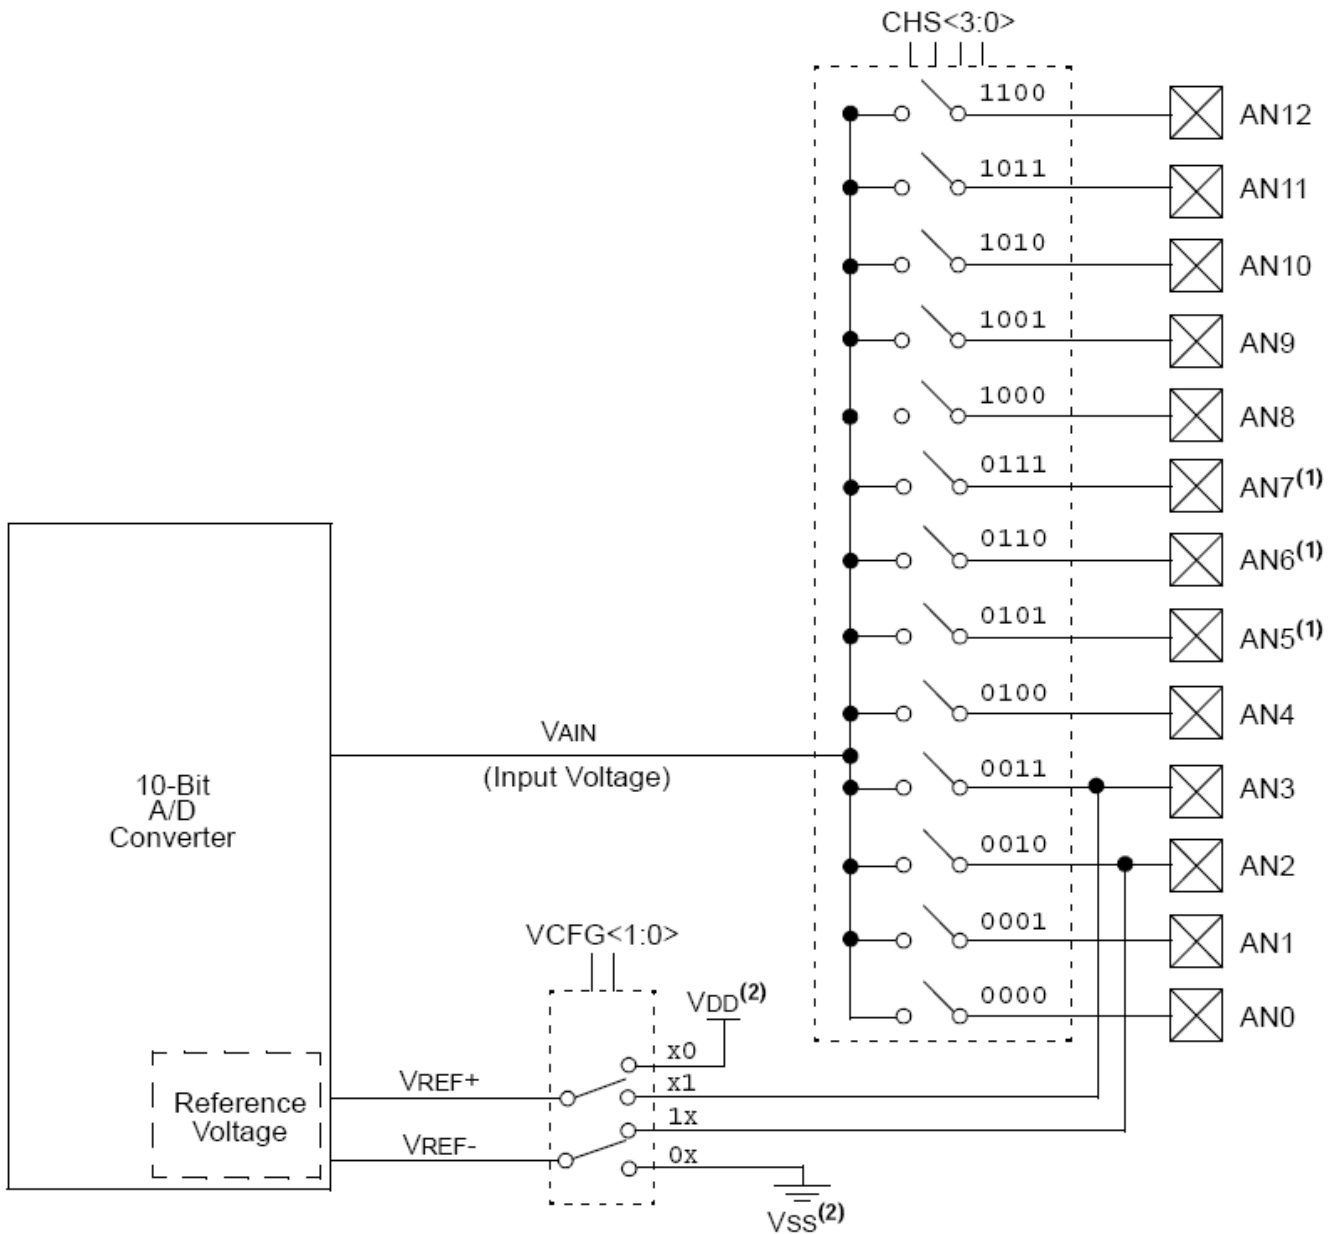 CHS<3:0>
1100
AN12
1011
AN11
1010
AN10
1001
AN9
1000
AN8
0111
AN7(1)
0110
AN6(1)
0101
AN5(1)
0100
AN4
VAIN
(Input Voltage)
0011
AN3
10-Bit
A/D
Converter
0010
AN2
0001
AN1
VCFG<1:0>
0000
AN0
VDD(2)
x0
VREF+
x1
Reference
Voltage
1x
VREF-
0x
VSS(2)